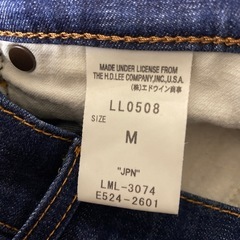 MADE UNDER LICENSE FROM
THE H.D.LEE COMPANY,INC.,U.S.A.
(株)エドウイン商事
LL0508
SIZE
M
"JPN"
LML-3074
E524-2601